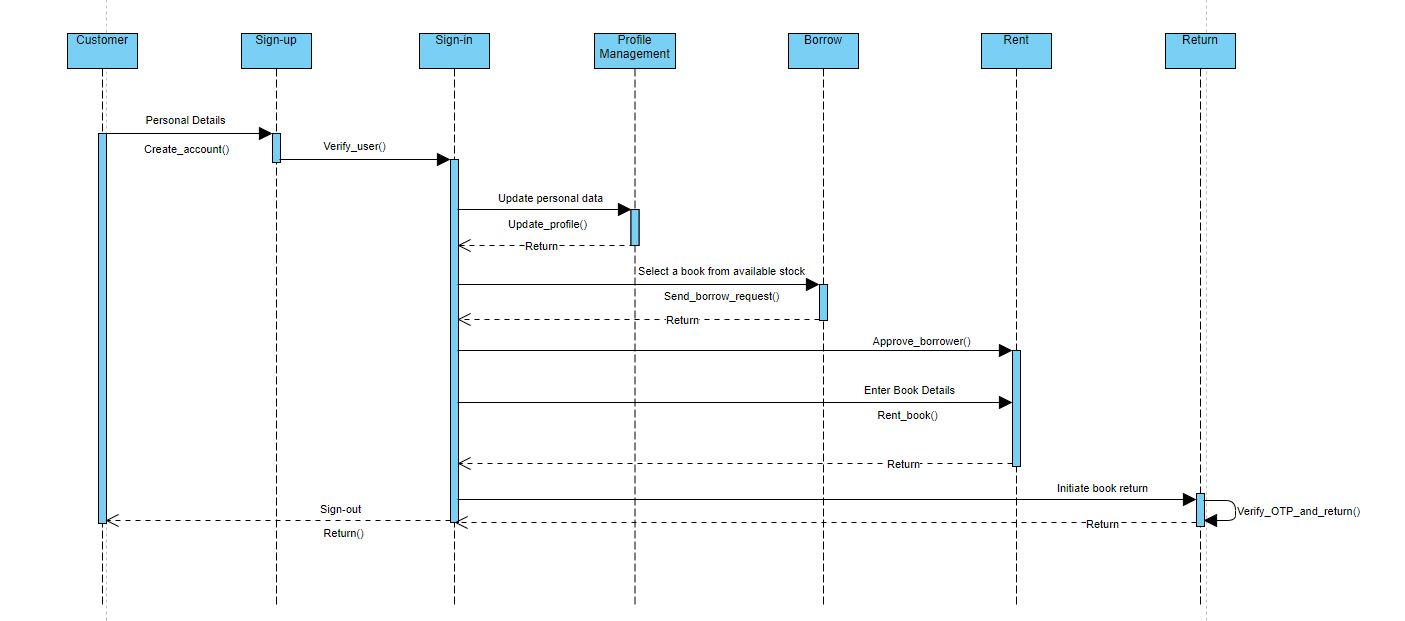 Customer
Sign-up
Sign-in
Profile
Management
Borrow
Rent
Return
Personal Details
Create_account()
Verify_user()
Update personal data
Update_profile()
Return
Select a book from available stock
Send_borrow_request()
Return
Approve_borrower()
Enter Book Details
Rent_book()
Return
Initiate book return
Sign-out
Verify_OTP_and_return()
Return
Return()